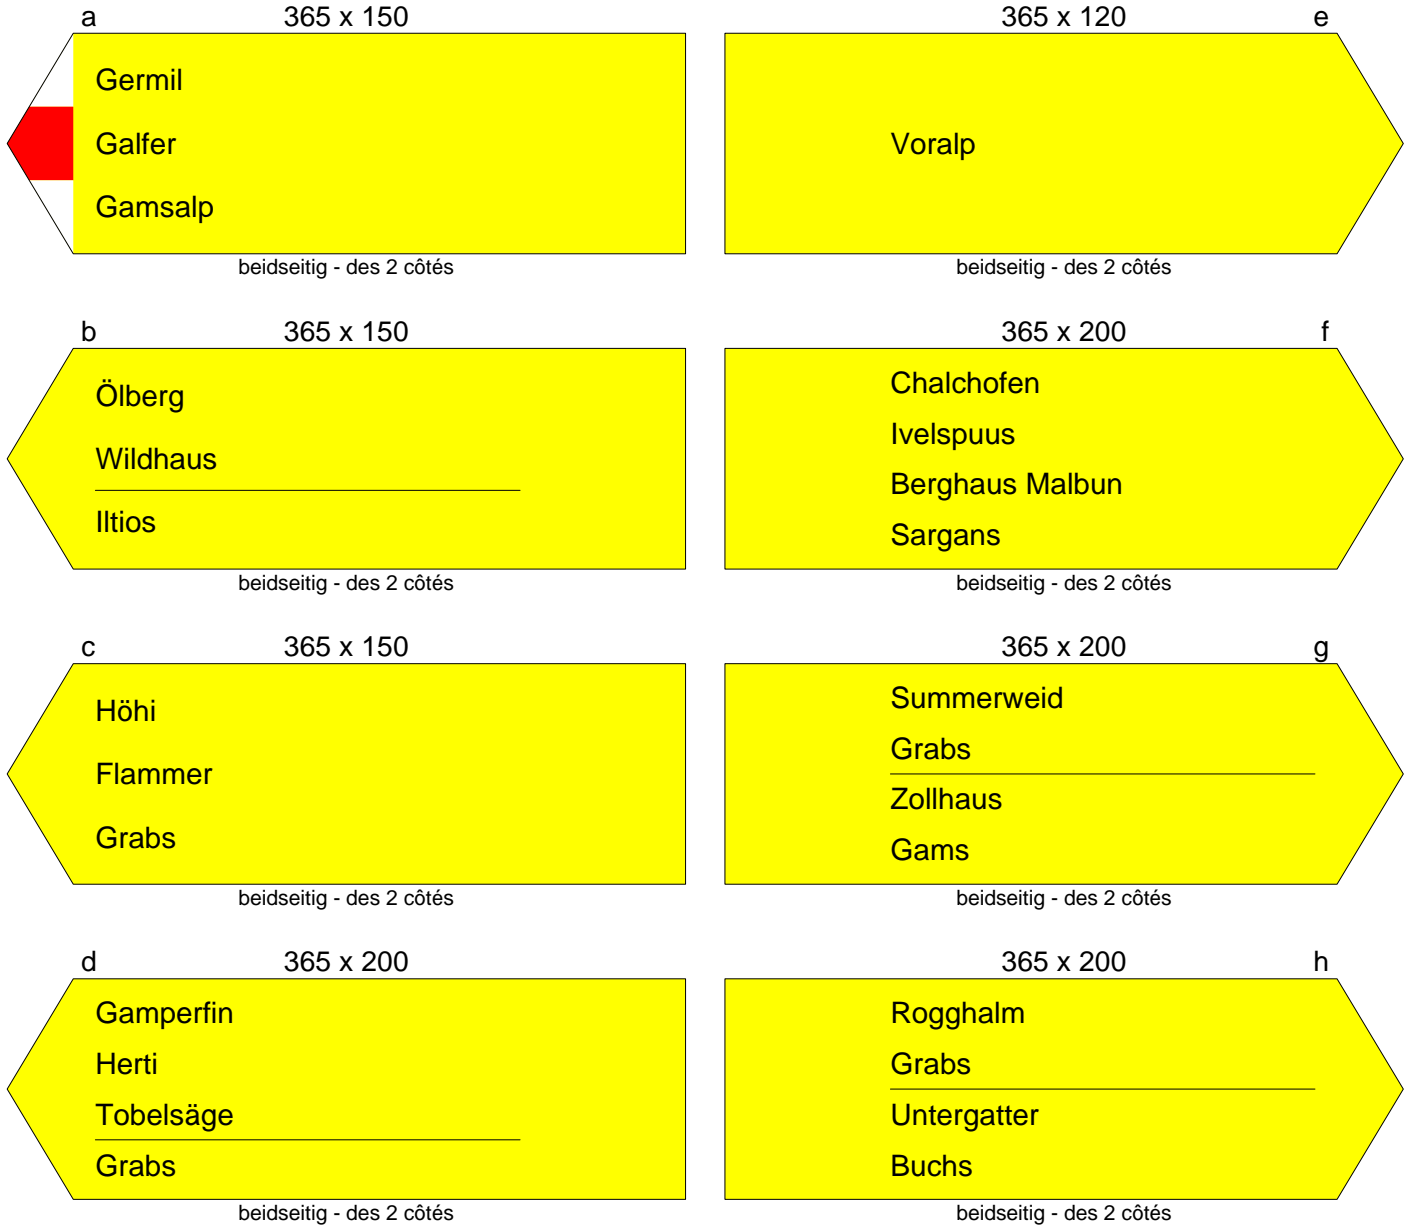 a 365 x 150
Germil
Galfer
Gamsalp
beidseitig - des 2 côtés
365 x 120 e
Voralp
beidseitig - des 2 côtés
b 365 x 150
Ölberg
Wildhaus
Iltios
beidseitig - des 2 côtés
365 x 200 f
Chalchofen
Ivelspuus
Berghaus Malbun
Sargans
beidseitig - des 2 côtés
c 365 x 150
Höhi
Flammer
Grabs
beidseitig - des 2 côtés
365 x 200 g
Summerweid
Grabs
Zollhaus
Gams
beidseitig - des 2 côtés
d 365 x 200
Gamperfin
Herti
Tobelsäge
Grabs
beidseitig - des 2 côtés
365 x 200 h
Rogghalm
Grabs
Untergatter
Buchs
beidseitig - des 2 côtés